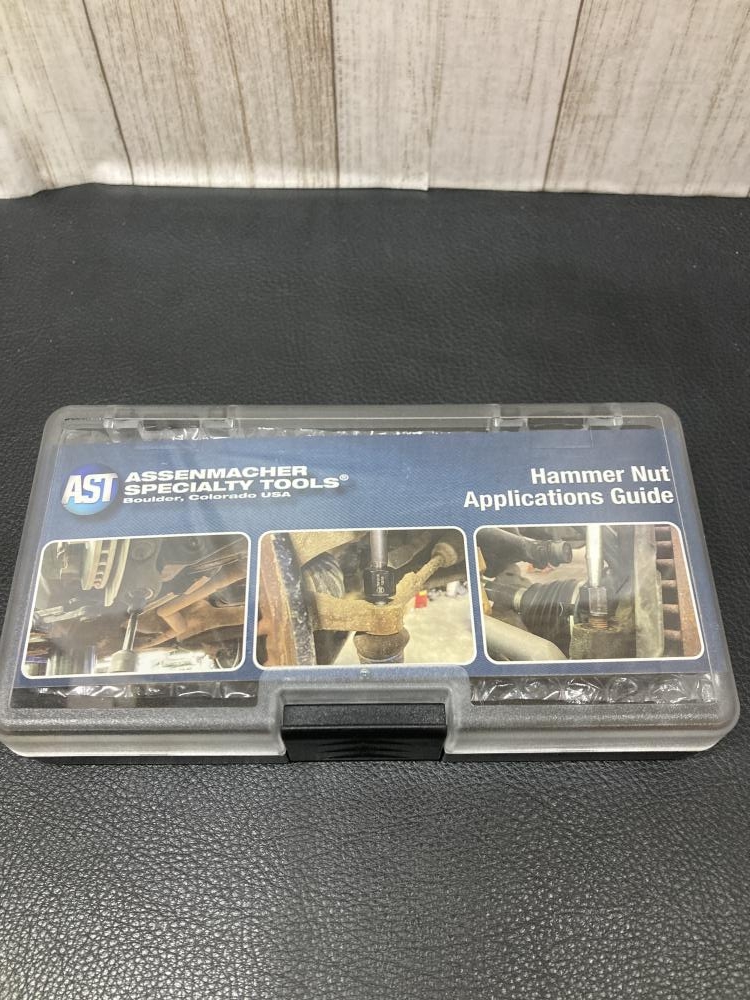 AST
ASSENMACHER
SPECIALTY TOOLS®
Boulder, Colorado USA
Hammer Nut
Applications Guide